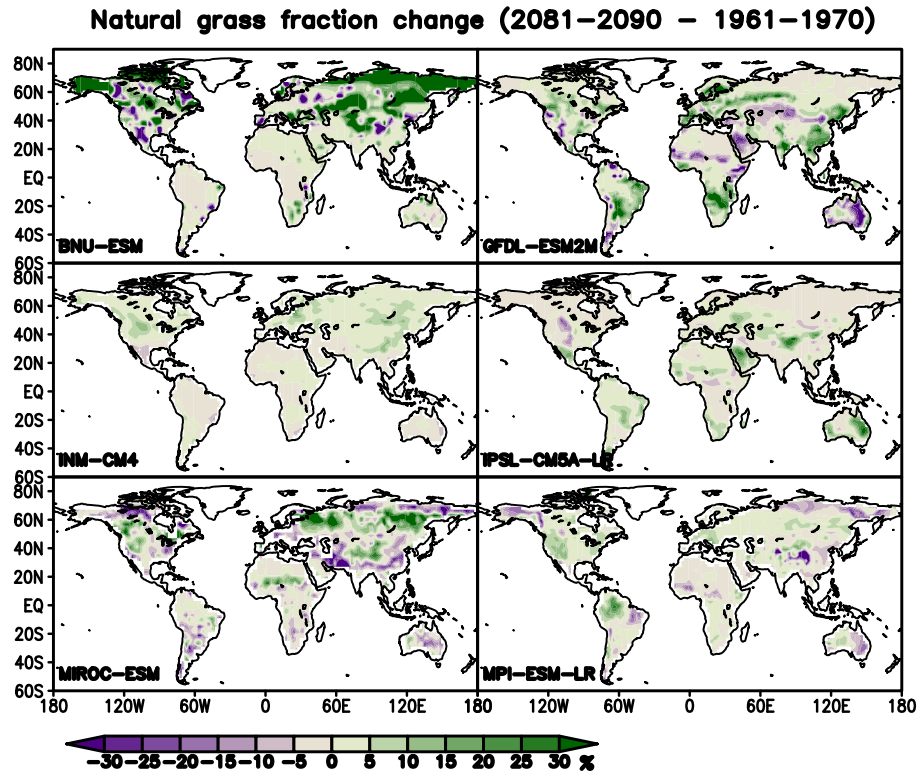 Natural grass fraction change (2081−2090 − 1961−1970)
80N
60N
40N
20N
EQ
20S
40S
60S
BNU−ESM
GFDL−ESM2M
80N
60N
40N
20N
EQ
20S
40S
60S
INM−CM4
IPSL−CM5A−LR
80N
60N
40N
20N
EQ
20S
40S
60S
MIROC−ESM
MPI−ESM−LR
180 120W 60W 0 60E 120E 180 120W 60W 0 60E 120E 180
−30 −25 −20 −15 −10 −5 0 5 10 15 20 25 30 %